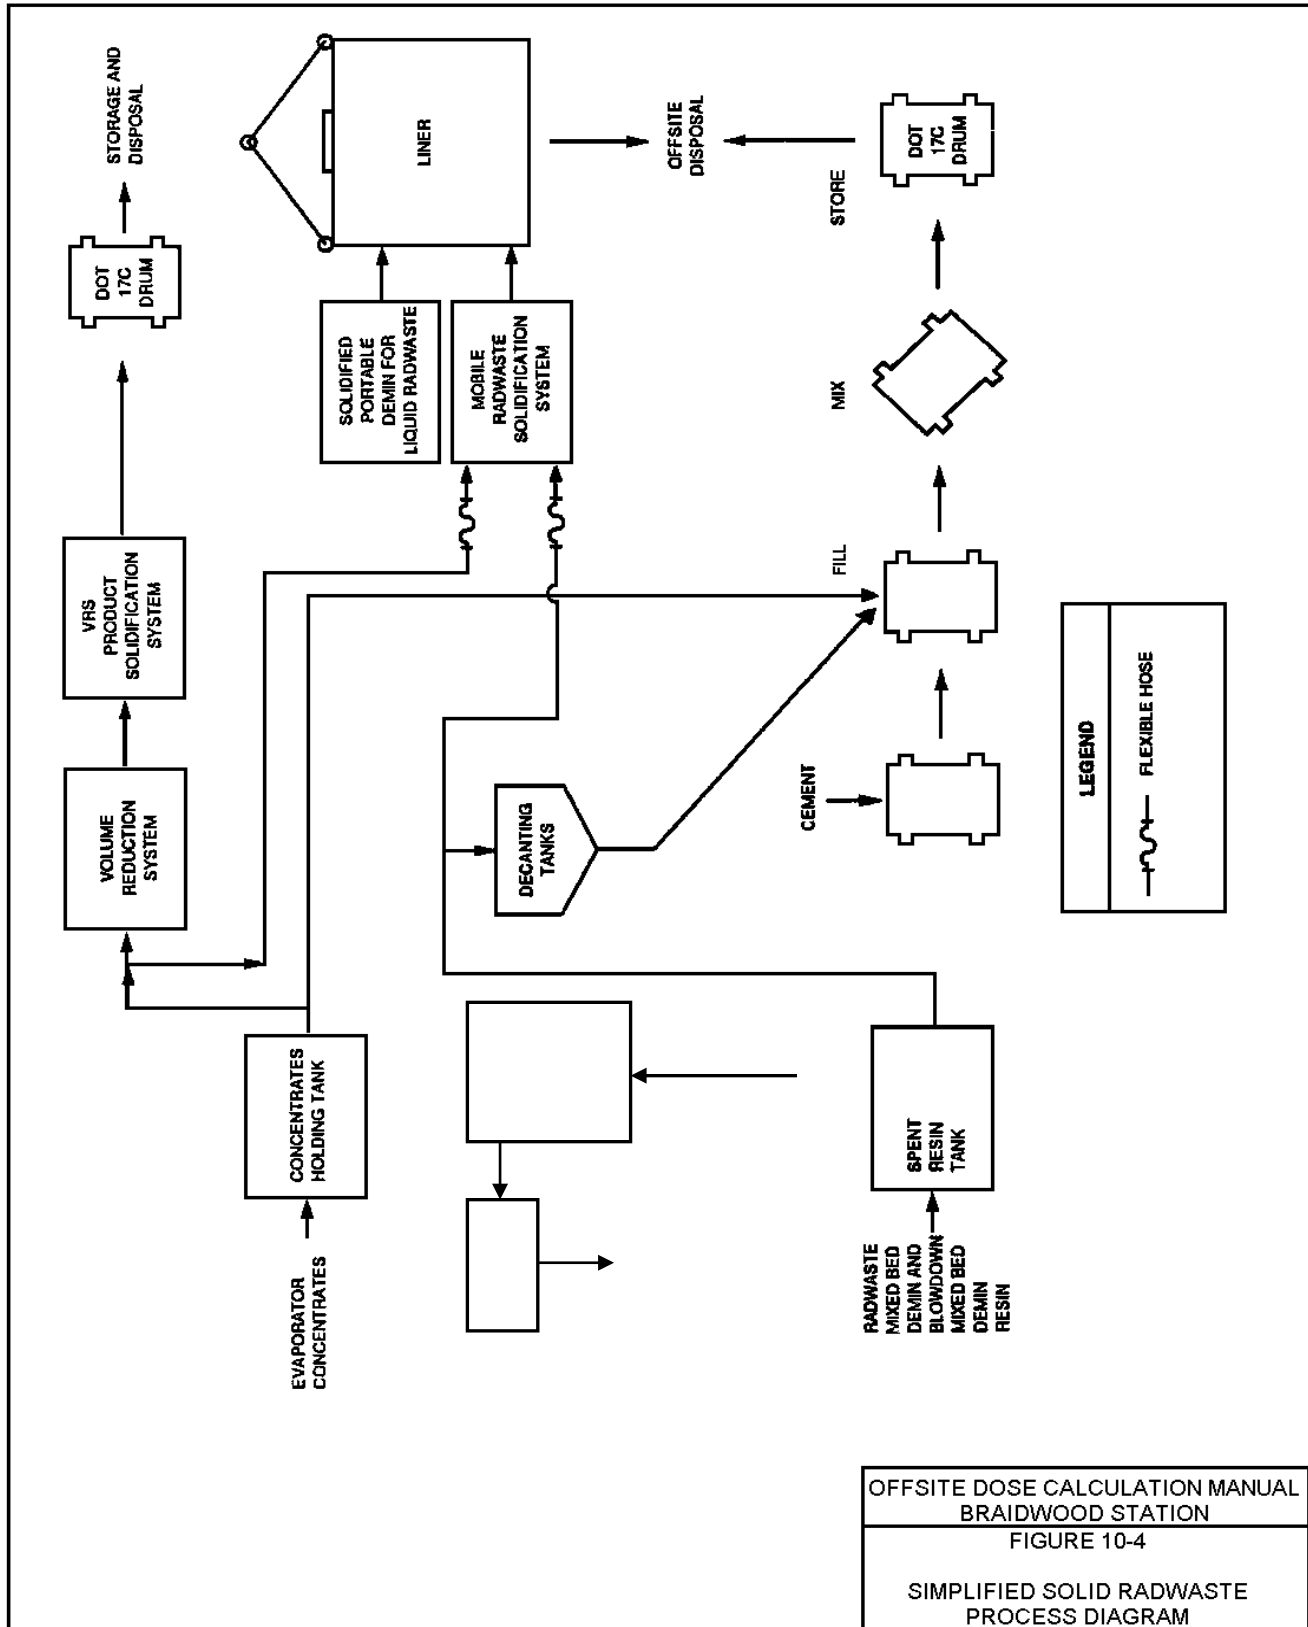 STORAGE AND
DISPOSAL
DOT
17C
DRUM
VRS
PRODUCT
SOLIDIFICATION
SYSTEM
VOLUME
REDUCTION
SYSTEM
LINER
SOLIDIFIED
PORTABLE
DEMIN FOR
LIQUID RADWASTE
MOBILE
RADWASTE
SOLIDIFICATION
SYSTEM
CONCENTRATES
HOLDING TANK
EVAPORATOR
CONCENTRATES
OFFSITE
DISPOSAL
DECANTING
TANKS
STORE
DOT
17C
DRUM
MIX
FILL
CEMENT
SPENT
RESIN
TANK
RADWASTE
MIXED BED
DEMIN AND
BLOWDOWN
MIXED BED
DEMIN
RESIN
LEGEND
FLEXIBLE HOSE
OFFSITE DOSE CALCULATION MANUAL
BRAIDWOOD STATION
FIGURE 10-4
SIMPLIFIED SOLID RADWASTE
PROCESS DIAGRAM